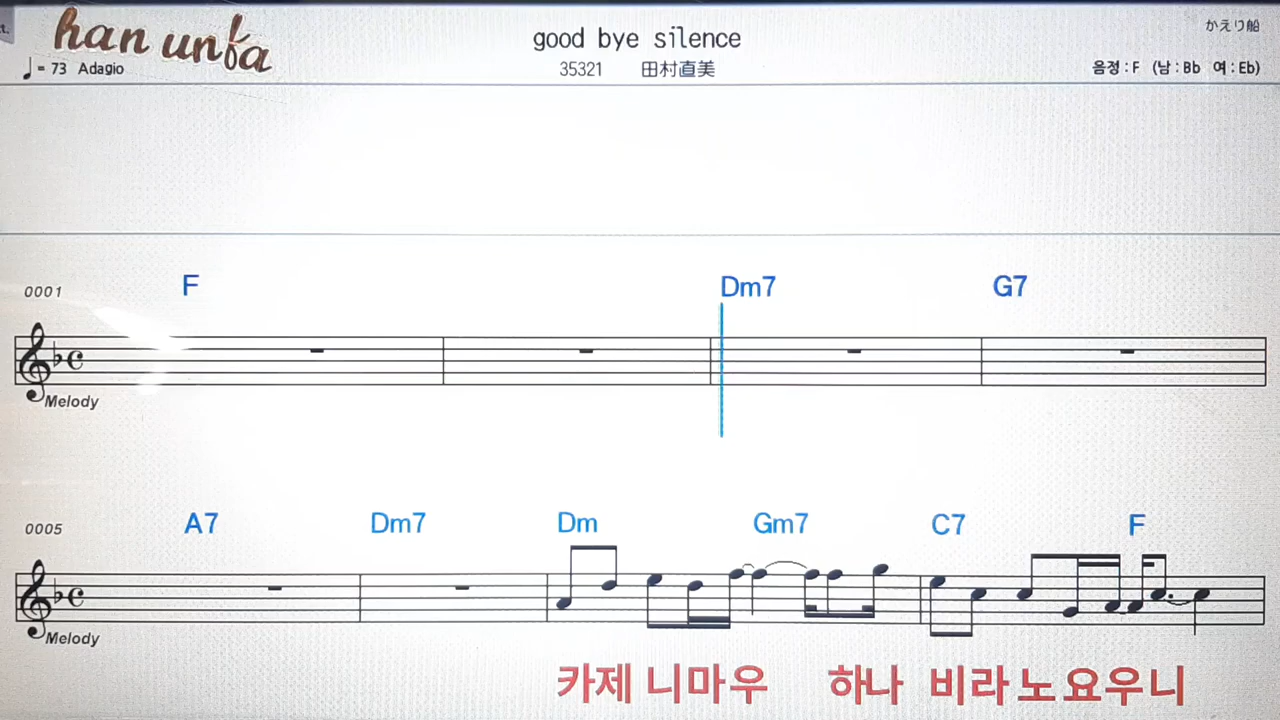 t.
han unba
good bye silence
かえり船
♩= 73 Adagio
35321 田村直美
음정 : F (남 : Bb 여 : Eb)
0001 F Dm7 G7
Melody
0005 A7 Dm7 Dm Gm7 C7 F
Melody
카제 니마우 하나 비라 노요우니